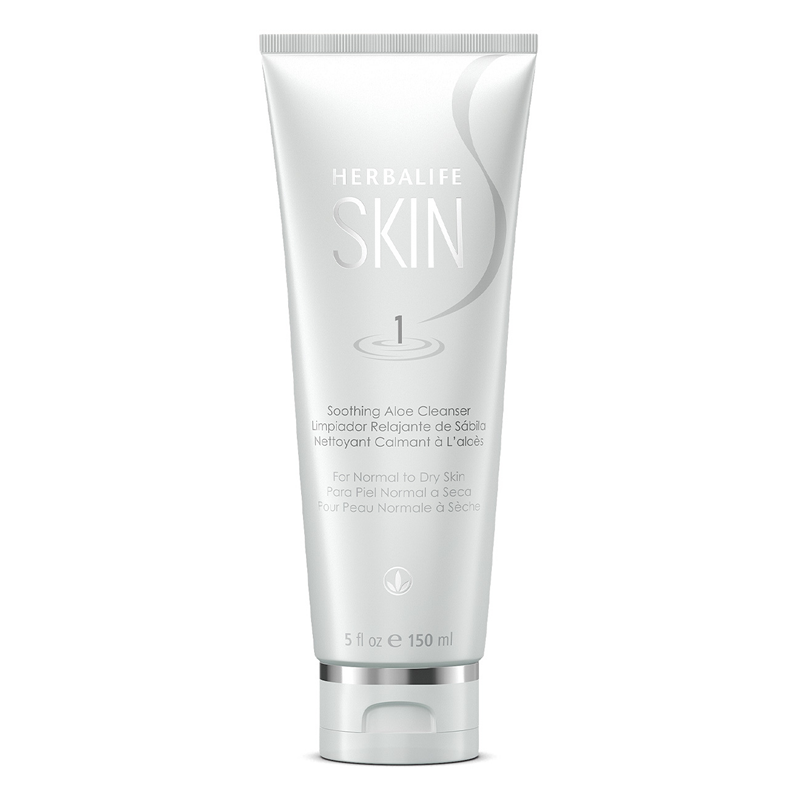 HERBALIFE
SKIN
1
Soothing Aloe Cleanser
Limpiador Relajante de Sábila
Nettoyant Calmant à L'aloès
For Normal to Dry Skin
Para Piel Normal a Seca
Pour Peau Normale à Sèche
5 fl oz ℮ 150 ml